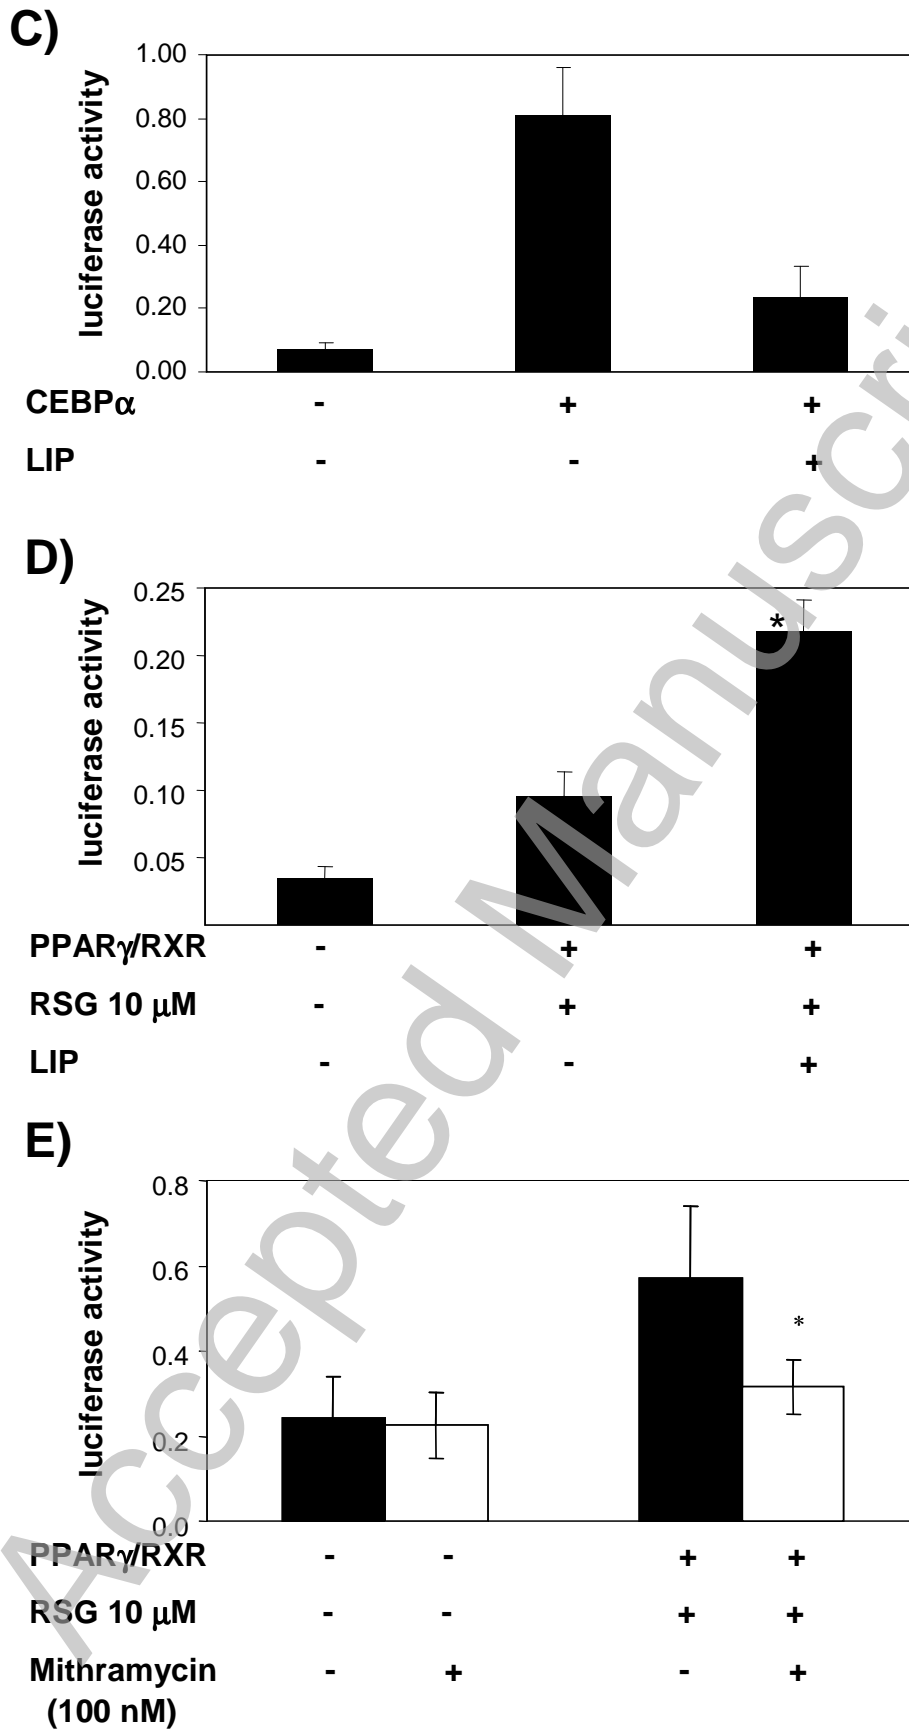 C)
luciferase activity
1.00
0.80
0.60
0.40
0.20
0.00
CEBPα - + +
LIP - - +
D)
luciferase activity
0.25
0.20
0.15
0.10
0.05
*
PPARγ/RXR - + +
RSG 10 μM - + +
LIP - - +
E)
luciferase activity
0.8
0.6
0.4
0.2
0.0
*
PPARγ/RXR - - + +
RSG 10 μM - - + +
Mithramycin - + - +
(100 nM)
Accepted Manuscri